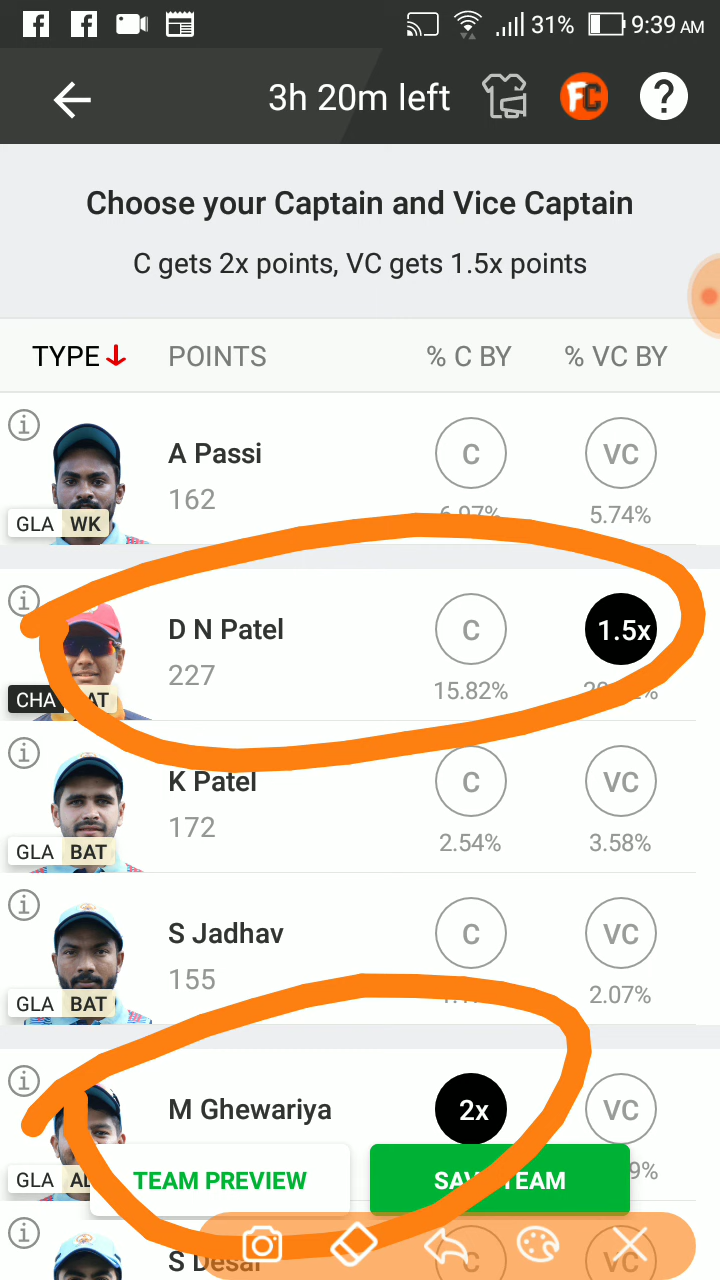 31% 9:39 AM
3h 20m left FC ?
Choose your Captain and Vice Captain
C gets 2x points, VC gets 1.5x points
TYPE POINTS % C BY % VC BY
A Passi C VC
162 5.74%
GLA WK
D N Patel C 1.5x
227 15.82%
CHA
K Patel C VC
172 2.54% 3.58%
GLA BAT
S Jadhav C VC
155 2.07%
GLA BAT
M Ghewariya 2x VC
GLA
TEAM PREVIEW SAVE TEAM
S Desai C VC